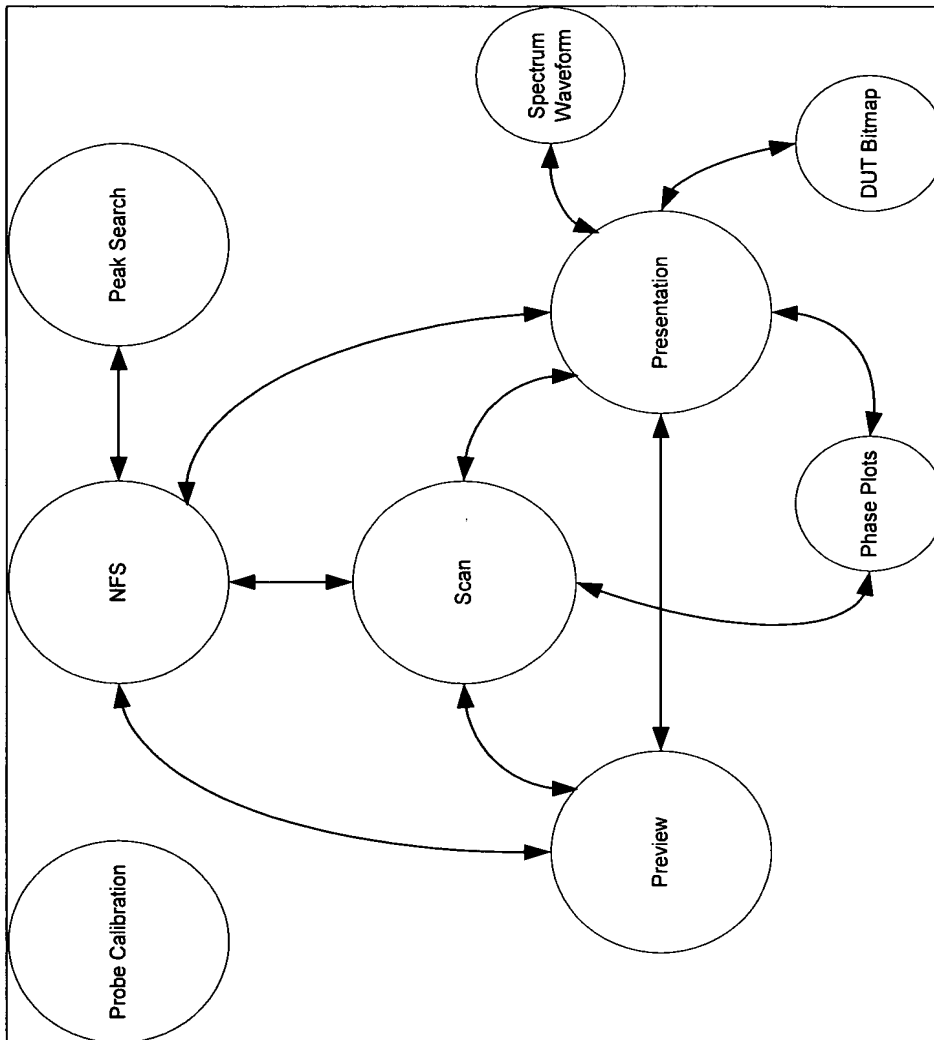 Probe Calibration
NFS
Peak Search
Scan
Preview
Presentation
Spectrum
Waveform
Phase Plots
DUT Bitmap